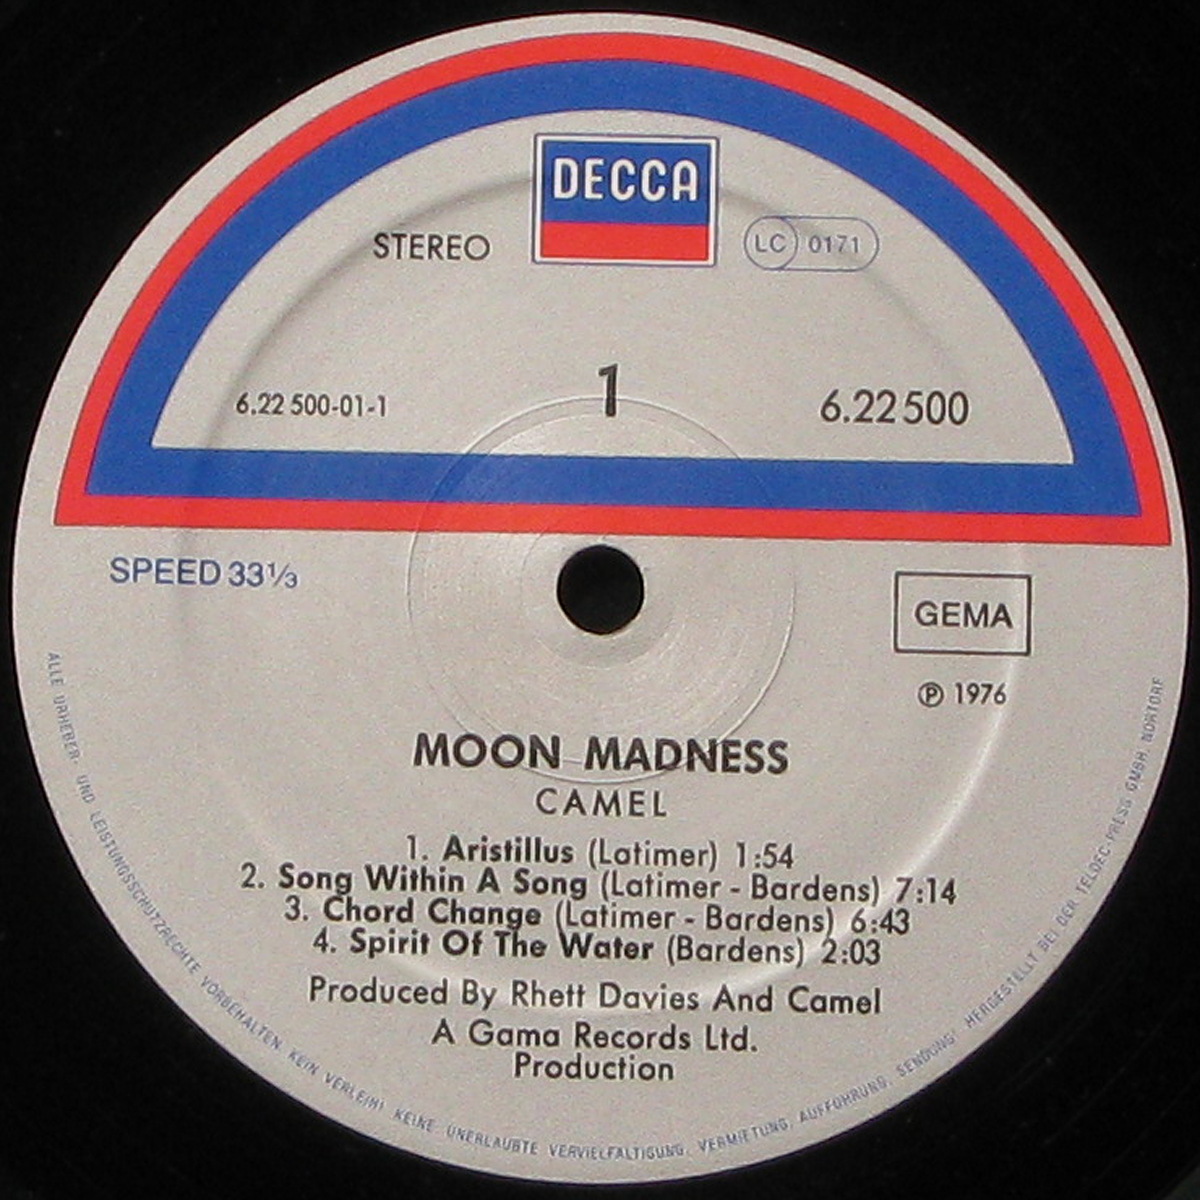 DECCA
STEREO
LC 0171
1
6.22 500-01-1
6.22500
SPEED 33⅓
GEMA
℗ 1976
MOON MADNESS
CAMEL
1. Aristillus (Latimer) 1:54
2. Song Within A Song (Latimer - Bardens) 7:14
3. Chord Change (Latimer - Bardens) 6:43
4. Spirit Of The Water (Bardens) 2:03
Produced By Rhett Davies And Camel
A Gama Records Ltd.
Production
ALLE URHEBER- UND LEISTUNGSSCHUTZRECHTE VORBEHALTEN. KEIN VERLEIH! KEINE UNERLAUBTE VERVIELFÄLTIGUNG, VERMIETUNG, AUFFÜHRUNG, SENDUNG! HERGESTELLT BEI DER TELDEC-PRESS GMBH, NORTORF